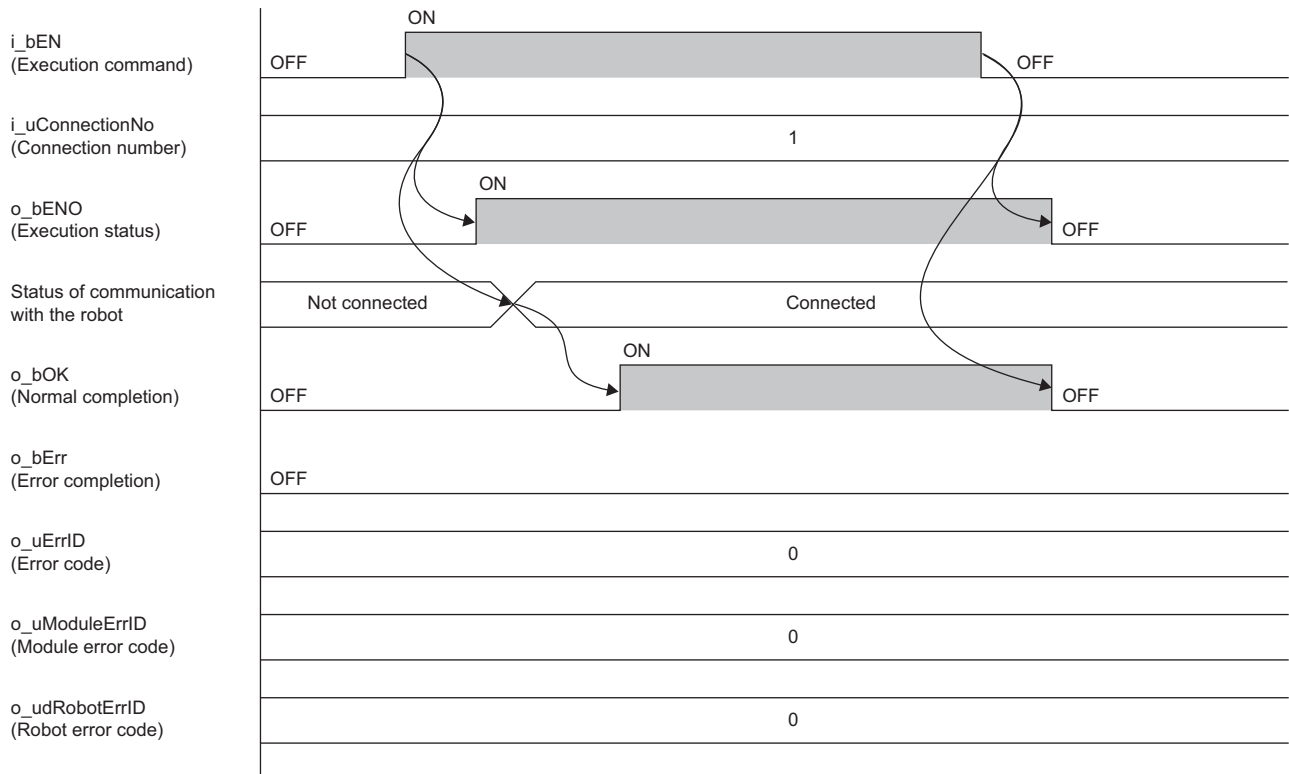 ON
i_bEN
(Execution command)
OFF
OFF
i_uConnectionNo
(Connection number)
1
ON
o_bENO
(Execution status)
OFF
OFF
Status of communication
with the robot
Not connected
Connected
ON
o_bOK
(Normal completion)
OFF
OFF
o_bErr
(Error completion)
OFF
o_uErrID
(Error code)
0
o_uModuleErrID
(Module error code)
0
o_udRobotErrID
(Robot error code)
0